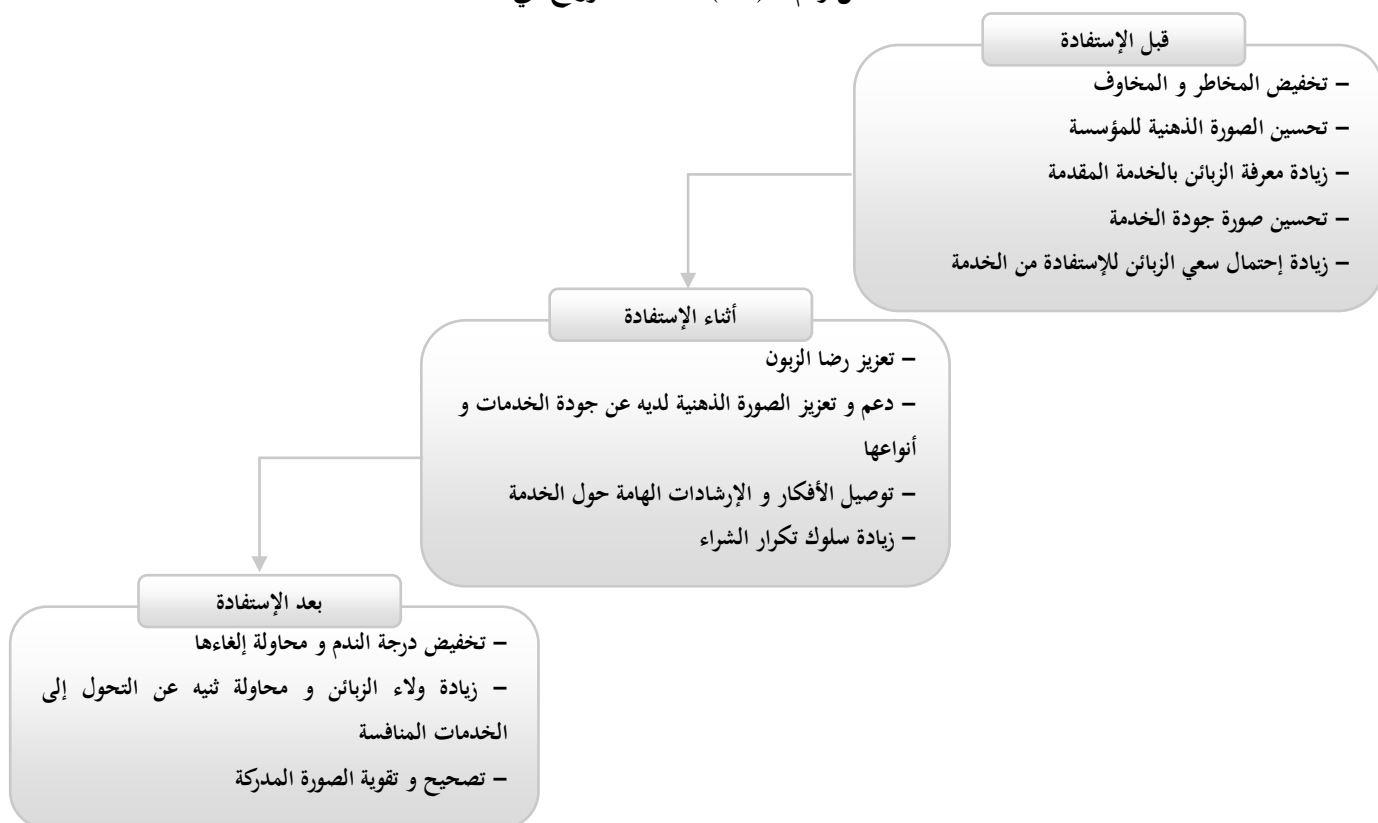 قبل الإستفادة
– تخفيض المخاطر و المخاوف
– تحسين الصورة الذهنية للمؤسسة
– زيادة معرفة الزبائن بالخدمة المقدمة
– تحسين صورة جودة الخدمة
– زيادة إحتمال سعي الزبائن للإستفادة من الخدمة
أثناء الإستفادة
– تعزيز رضا الزبون
– دعم و تعزيز الصورة الذهنية لديه عن جودة الخدمات و
أنواعها
– توصيل الأفكار و الإرشادات الهامة حول الخدمة
– زيادة سلوك تكرار الشراء
بعد الإستفادة
– تخفيض درجة الندم و محاولة إلغاءها
– زيادة ولاء الزبائن و محاولة ثنيه عن التحول إلى
الخدمات المنافسة
– تصحيح و تقوية الصورة المدركة